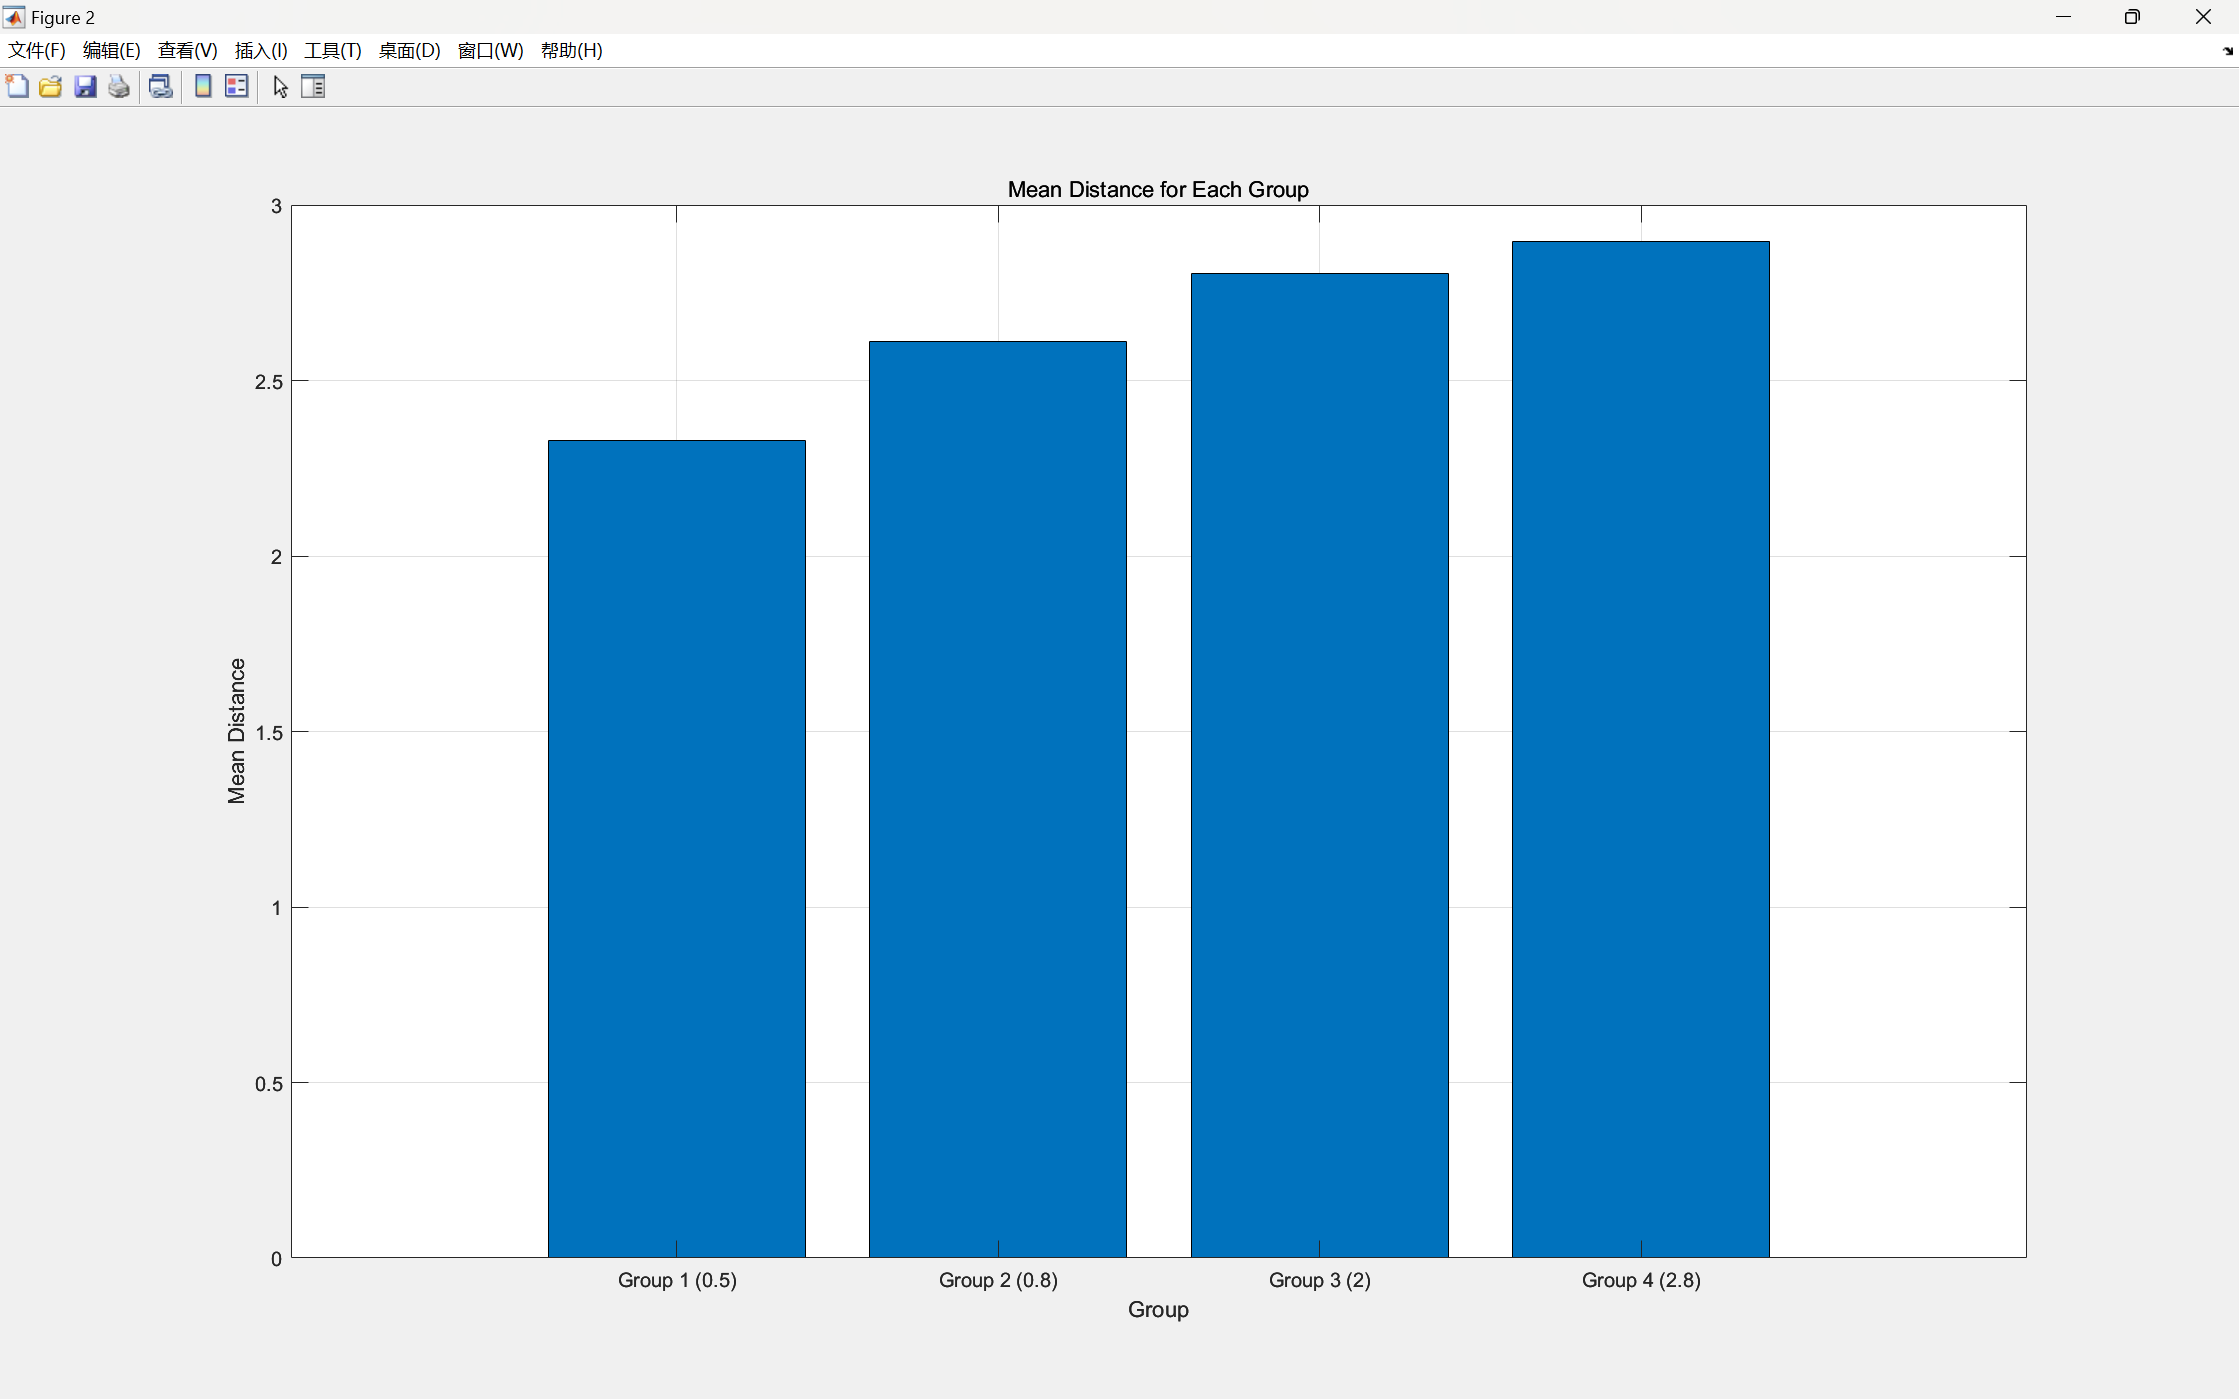 Figure 2
文件(F) 编辑(E) 查看(V) 插入(I) 工具(T) 桌面(D) 窗口(W) 帮助(H)
Mean Distance for Each Group
3
2.5
2
1.5
1
0.5
0
Mean Distance
Group 1 (0.5) Group 2 (0.8) Group 3 (2) Group 4 (2.8)
Group